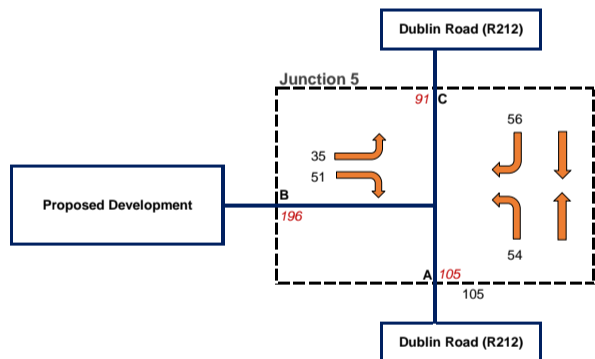 Dublin Road (R212)
Junction 5
91 C
56
35
51
Proposed Development
B
196
54
A 105
105
Dublin Road (R212)